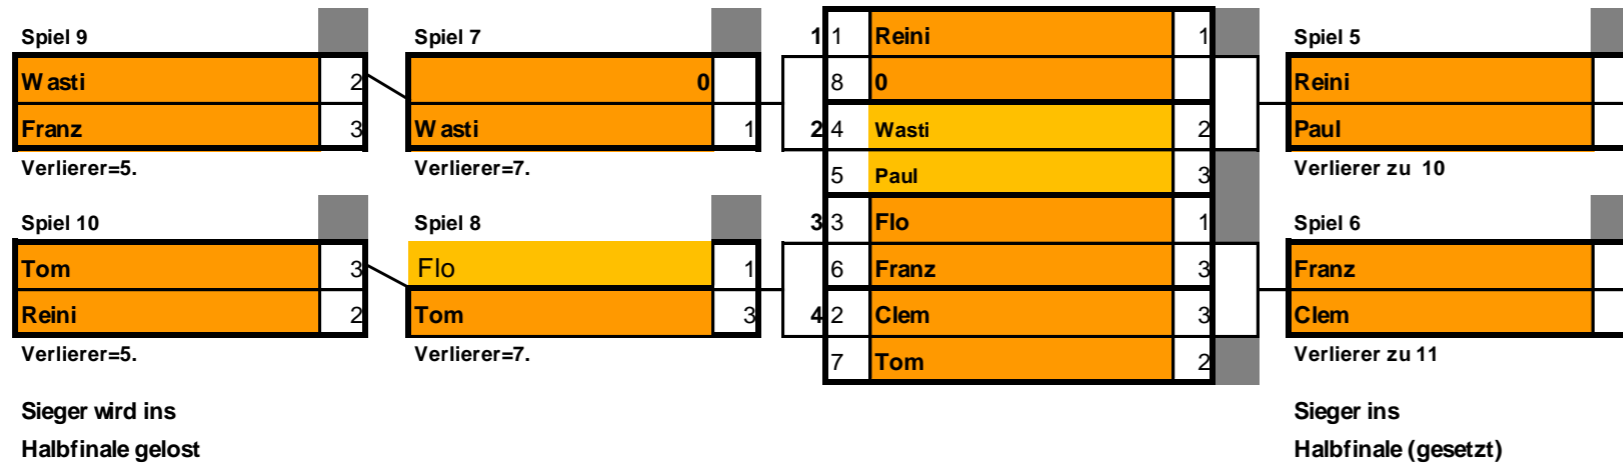 Spiel 9 Spiel 7 1 1 Reini 1 Spiel 5
Wasti 2 0 8 0 Reini
Franz 3 Wasti 1 2 4 Wasti 2 Paul
Verlierer=5. Verlierer=7. 5 Paul 3 Verlierer zu 10
Spiel 10 Spiel 8 3 3 Flo 1 Spiel 6
Tom 3 Flo 1 6 Franz 3 Franz
Reini 2 Tom 3 4 2 Clem 3 Clem
Verlierer=5. Verlierer=7. 7 Tom 2 Verlierer zu 11
Sieger wird ins Sieger ins
Halbfinale gelost Halbfinale (gesetzt)